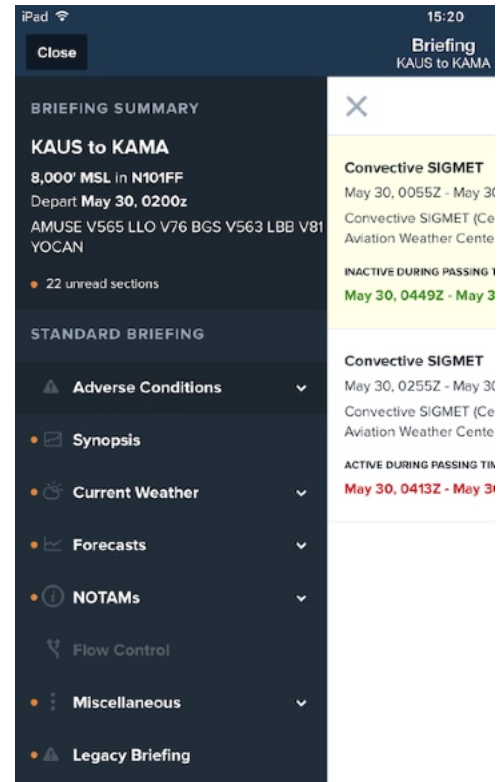 iPad 15:20
Close
Briefing
KAUS to KAMA
BRIEFING SUMMARY
KAUS to KAMA
8,000' MSL in N101FF
Depart May 30, 0200z
AMUSE V565 LLO V76 BGS V563 LBB V81
YOCAN
22 unread sections
STANDARD BRIEFING
Adverse Conditions
Synopsis
Current Weather
Forecasts
NOTAMs
Flow Control
Miscellaneous
Legacy Briefing
Convective SIGMET
May 30, 0055Z - May 30
Convective SIGMET (Ce
Aviation Weather Cente
INACTIVE DURING PASSING T
May 30, 0449Z - May 3
Convective SIGMET
May 30, 0255Z - May 30
Convective SIGMET (Ce
Aviation Weather Cente
ACTIVE DURING PASSING TIM
May 30, 0413Z - May 30